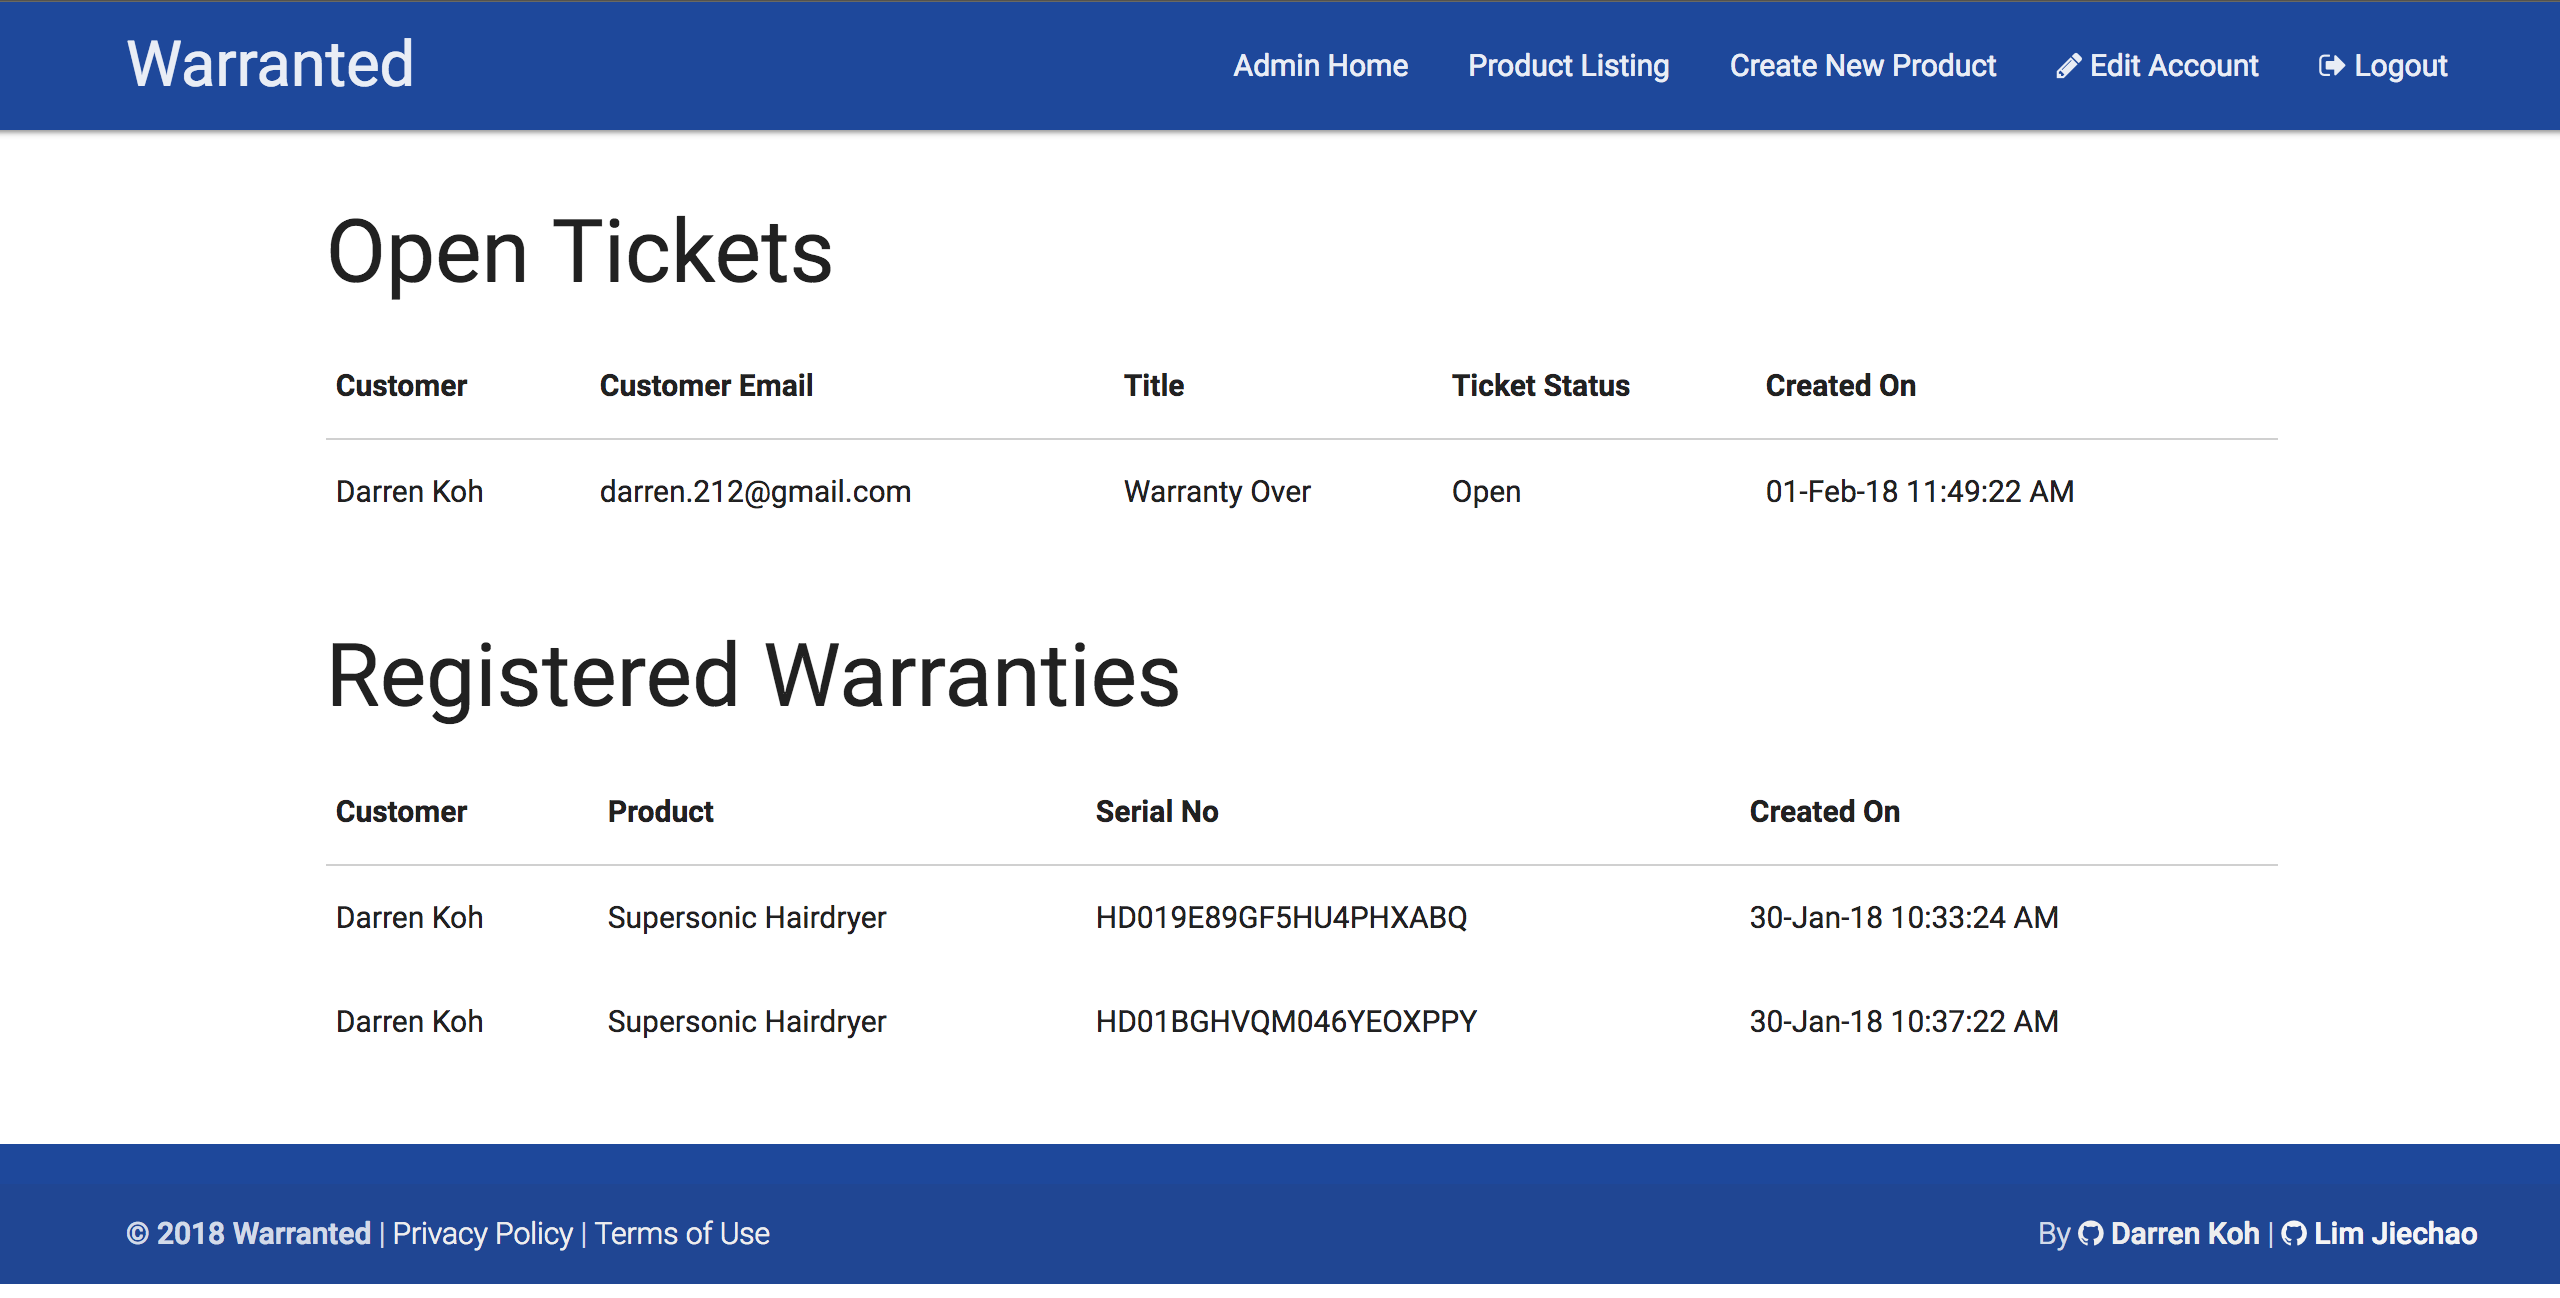 Warranted Admin Home Product Listing Create New Product Edit Account Logout
Open Tickets
Customer Customer Email Title Ticket Status Created On
Darren Koh darren.212@gmail.com Warranty Over Open 01-Feb-18 11:49:22 AM
Registered Warranties
Customer Product Serial No Created On
Darren Koh Supersonic Hairdryer HD019E89GF5HU4PHXABQ 30-Jan-18 10:33:24 AM
Darren Koh Supersonic Hairdryer HD01BGHVQM046YEOXPPY 30-Jan-18 10:37:22 AM
© 2018 Warranted | Privacy Policy | Terms of Use By Darren Koh | Lim Jiechao